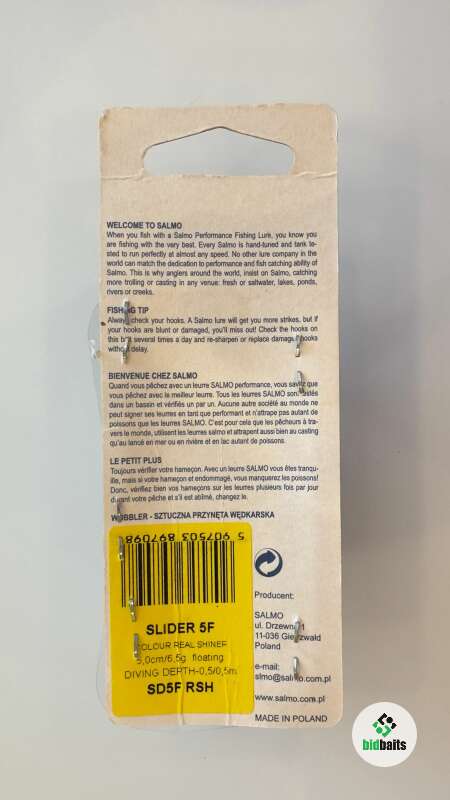 WELCOME TO SALMO
When you fish with a Salmo Performance Fishing Lure, you know you
are fishing with the very best. Every Salmo is hand-tuned and tank te-
sted to run perfectly at almost any speed. No other lure company in the
world can match the dedication to performance and fish catching ability of
Salmo. This is why anglers around the world, insist on Salmo, catching
more trolling or casting in any venue: fresh or saltwater, lakes, ponds,
rivers or creeks.
FISHING TIP
Always check your hooks. A Salmo lure will get you more strikes, but if
your hooks are blunt or damaged, you'll miss out! Check the hooks on
this bait several times a day and re-sharpen or replace damaged hooks
without delay.
BIENVENUE CHEZ SALMO
Quand vous pêchez avec un leurre SALMO performance, vous savez que
vous pêchez avec le meilleur leurre. Tous les leurres SALMO sont testés
dans un bassin et vérifiés un par un. Aucune autre société au monde ne
peut signer ses leurres en tant que performant et n'attrape pas autant de
poissons que les leurres SALMO. C'est pour cela que les pêcheurs à tra-
vers le monde, utilisent les leurres salmo et attrapent aussi bien au casting
qu'au lancé en mer ou en rivière et en lac autant de poissons.
LE PETIT PLUS
Toujours vérifier votre hameçon. Avec un leurre SALMO vous êtes tranqu-
ille, mais si votre hameçon et endommagé, vous manquerez les poissons!
Donc, vérifiez bien vos hameçons sur les leurres plusieurs fois par jour
durant votre pêche et s'il est abîmé, changez le.
WOBBLER - SZTUCZNA PRZYNĘTA WĘDKARSKA
5 907503 897098
SLIDER 5F
COLOUR REAL SHINER
5,0cm/6,5g floating
DIVING DEPTH-0,5/0,5m
SD5F RSH
Producent:
SALMO
ul. Drzewna 1
11-036 Gietrzwałd
Poland
e-mail:
salmo@salmo.com.pl
www.salmo.com.pl
MADE IN POLAND
bidbaits